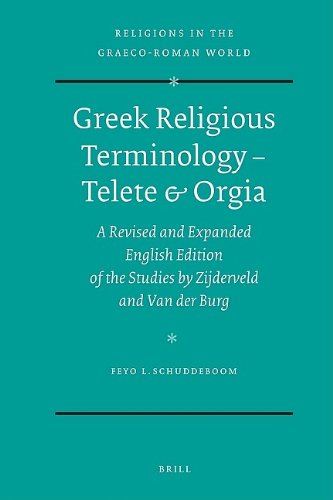 RELIGIONS IN THE
GRAECO-ROMAN WORLD
*
Greek Religious
Terminology –
Telete & Orgia
A Revised and Expanded
English Edition
of the Studies by Zijderveld
and Van der Burg
*
FEYO L. SCHUDDEBOOM
BRILL